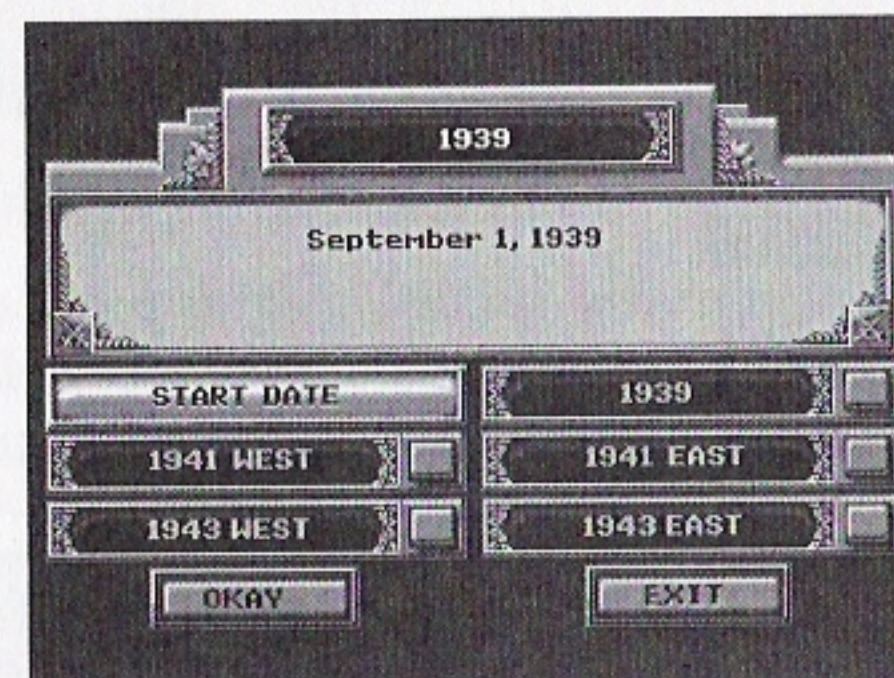 1939
September 1, 1939
START DATE
1939
1941 WEST
1941 EAST
1943 WEST
1943 EAST
OKAY
EXIT